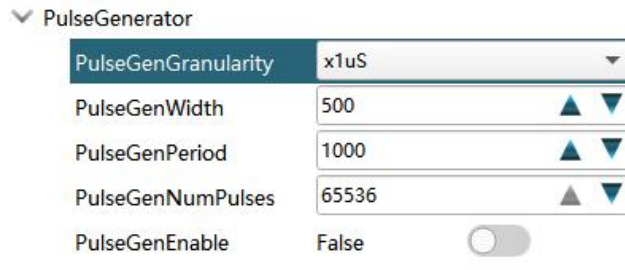 PulseGenerator
PulseGenGranularity x1uS
PulseGenWidth 500
PulseGenPeriod 1000
PulseGenNumPulses 65536
PulseGenEnable False